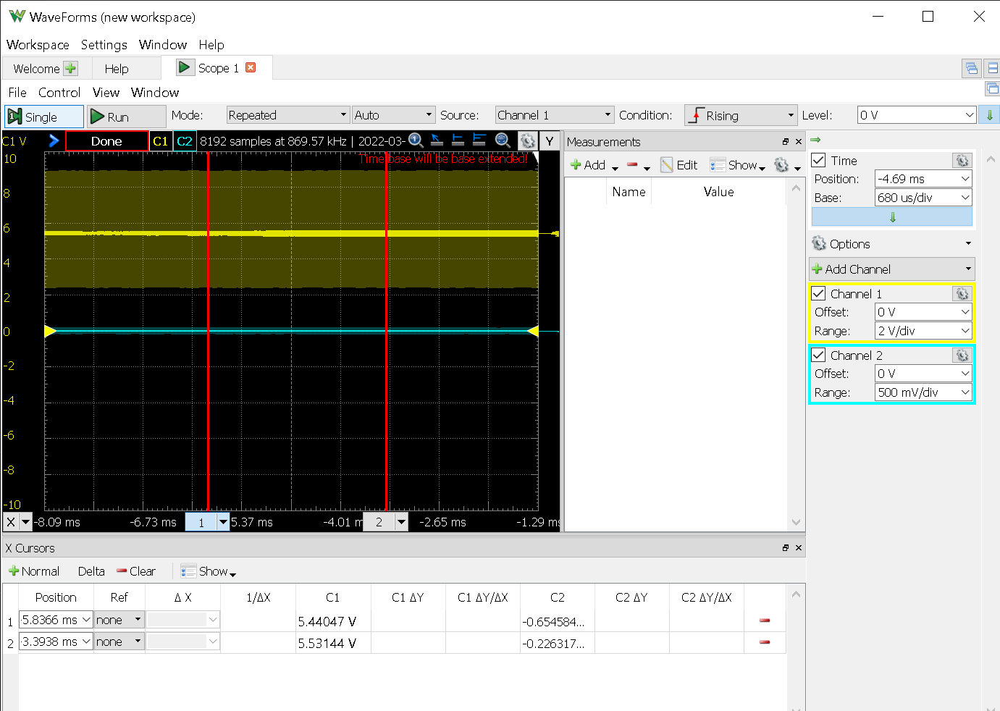 WaveForms (new workspace)
Workspace Settings Window Help
Welcome Help Scope 1
File Control View Window
Single Run Mode: Repeated Auto Source: Channel 1 Condition: Rising Level: 0 V
C1 V Done C1 C2 8192 samples at 869.57 kHz | 2022-03- Y
Time base will be base extended!
10
8
6
4
2
0
-2
-4
-6
-8
-10
X -8.09 ms -6.73 ms 1 5.37 ms -4.01 m 2 -2.65 ms -1.29 ms
Measurements
Add Edit Show
Name Value
Time
Position: -4.69 ms
Base: 680 us/div
Options
Add Channel
Channel 1
Offset: 0 V
Range: 2 V/div
Channel 2
Offset: 0 V
Range: 500 mV/div
X Cursors
Normal Delta Clear Show
Position Ref Δ X 1/ΔX C1 C1 ΔY C1 ΔY/ΔX C2 C2 ΔY C2 ΔY/ΔX
1 -5.8366 ms none 5.44047 V -0.654584...
2 -3.3938 ms none 5.53144 V -0.226317...